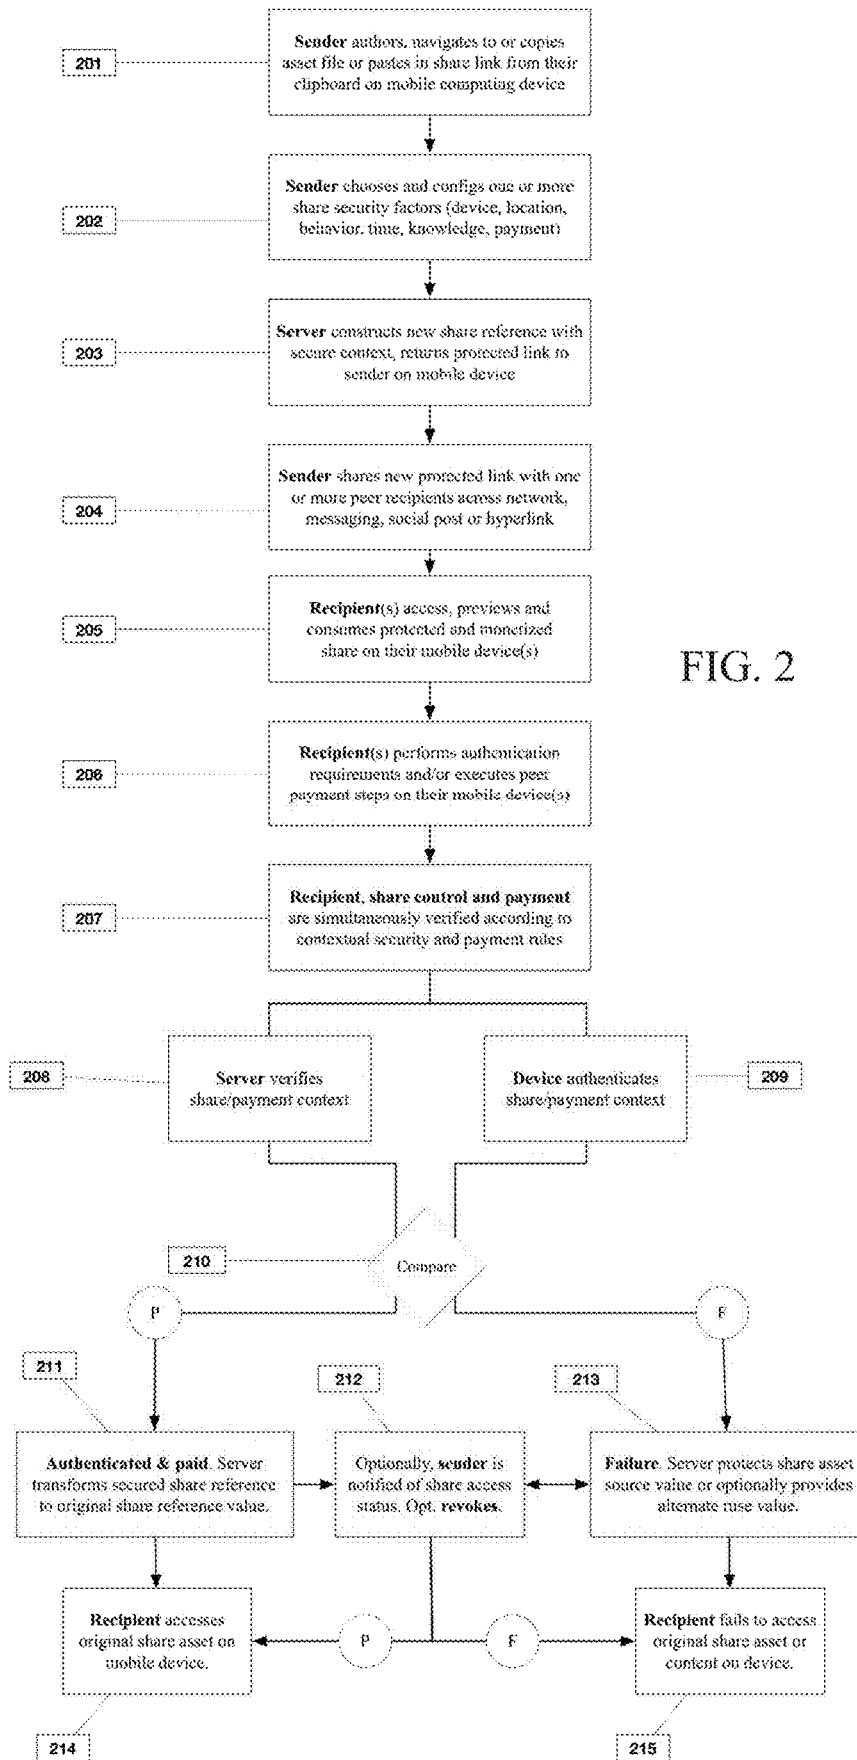 201
Sender authors, navigates to or copies
asset file or pastes in share link from their
clipboard on mobile computing device
202
Sender chooses and configs one or more
share security factors (device, location,
behavior, time, knowledge, payment)
203
Server constructs new share reference with
secure context, returns protected link to
sender on mobile device
204
Sender shares new protected link with one
or more peer recipients across network,
messaging, social post or hyperlink
205
Recipient(s) access, previews and
consumes protected and monetized
share on their mobile device(s)
FIG. 2
206
Recipient(s) performs authentication
requirements and/or executes peer
payment steps on their mobile device(s)
207
Recipient, share control and payment
are simultaneously verified according to
contextual security and payment rules
208
Server verifies
share/payment context
Device authenticates
share/payment context
209
210
Compare
P
F
211
212
213
Authenticated & paid. Server
transforms secured share reference
to original share reference value.
Optionally, sender is
notified of share access
status. Opt. revokes.
Failure. Server protects share asset
source value or optionally provides
alternate ruse value.
Recipient accesses
original share asset on
mobile device.
P
F
Recipient fails to access
original share asset or
content on device.
214
215